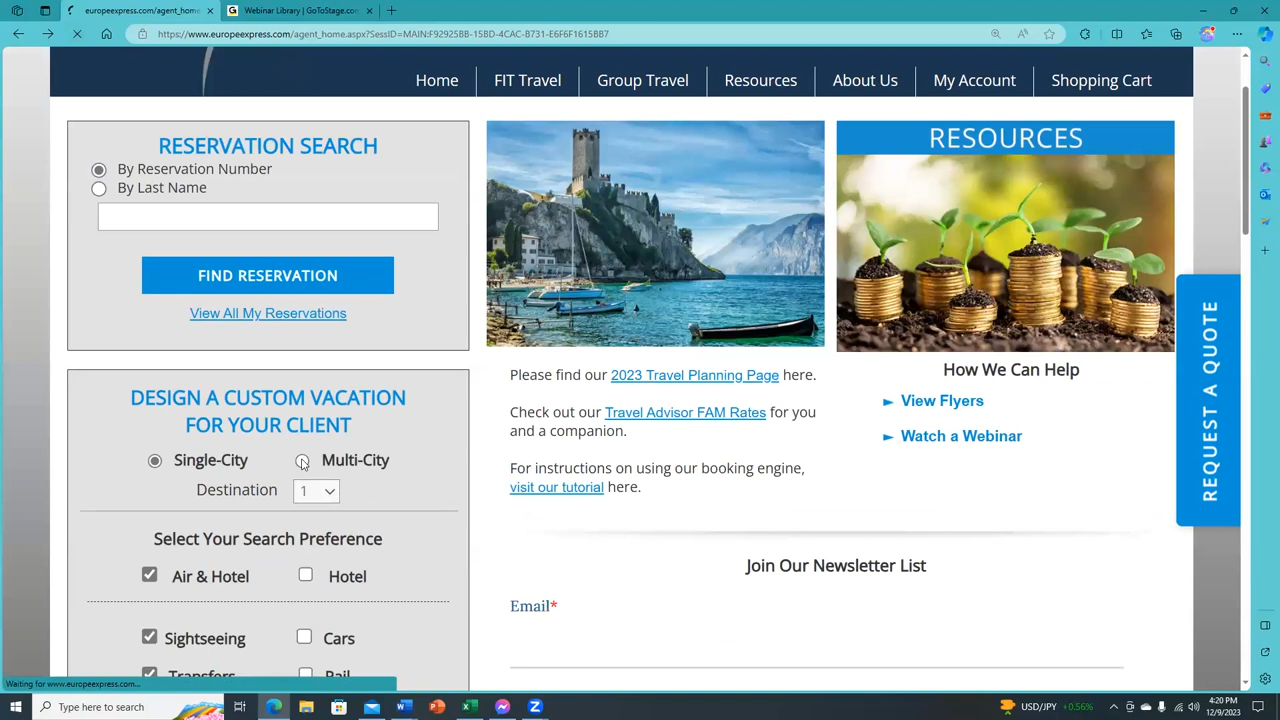 europeexpress.com/agent_home.aspx
Webinar Library | GoToStage.com
https://www.europeexpress.com/agent_home.aspx?SessID=MAIN:F92925BB-15BD-4CAC-B731-E6F6F1615BB7
Home
FIT Travel
Group Travel
Resources
About Us
My Account
Shopping Cart
RESERVATION SEARCH
By Reservation Number
By Last Name
FIND RESERVATION
View All My Reservations
DESIGN A CUSTOM VACATION
FOR YOUR CLIENT
Single-City
Multi-City
Destination
1
Select Your Search Preference
Air & Hotel
Hotel
Sightseeing
Cars
Transfers
Rail
Please find our 2023 Travel Planning Page here.
Check out our Travel Advisor FAM Rates for you
and a companion.
For instructions on using our booking engine,
visit our tutorial here.
Join Our Newsletter List
Email*
RESOURCES
How We Can Help
► View Flyers
► Watch a Webinar
REQUEST A QUOTE
Waiting for www.europeexpress.com...
Type here to search
USD/JPY +0.56%
4:20 PM
12/9/2023